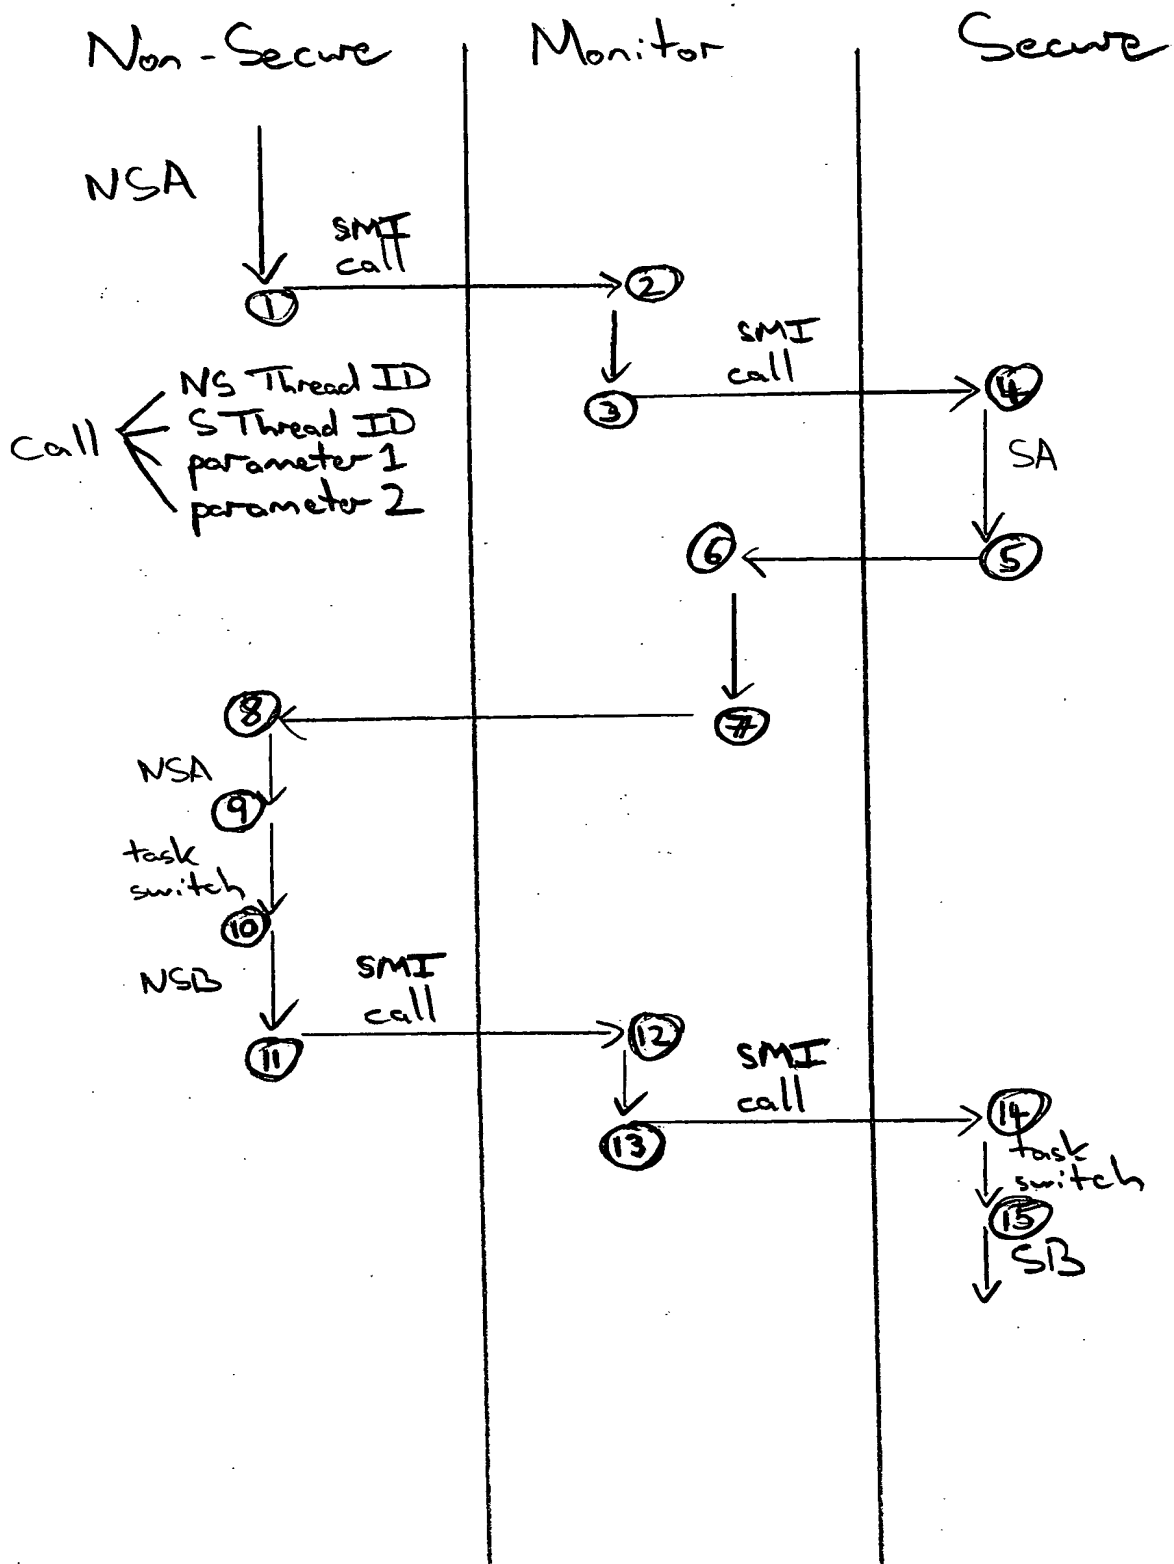 Non-Secure
Monitor
Secure
NSA
SMI
call
1
2
SMI
call
3
4
NS Thread ID
call
S Thread ID
parameter 1
parameter 2
SA
6
5
8
7
NSA
9
task
switch
10
NSB
SMI
call
11
12
SMI
call
13
14
task
switch
15
SB